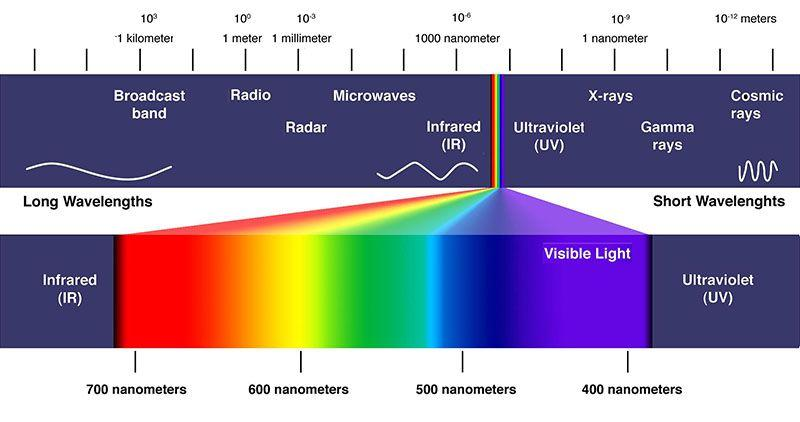 10³ 10⁰ 10⁻³ 10⁻⁶ 10⁻⁹ 10⁻¹² meters
1 kilometer 1 meter 1 millimeter 1000 nanometer 1 nanometer
Broadcast band
Radio
Microwaves
X-rays
Cosmic rays
Radar
Infrared (IR)
Ultraviolet (UV)
Gamma rays
Long Wavelengths
Short Wavelenghts
Visible Light
Infrared (IR)
Ultraviolet (UV)
700 nanometers 600 nanometers 500 nanometers 400 nanometers